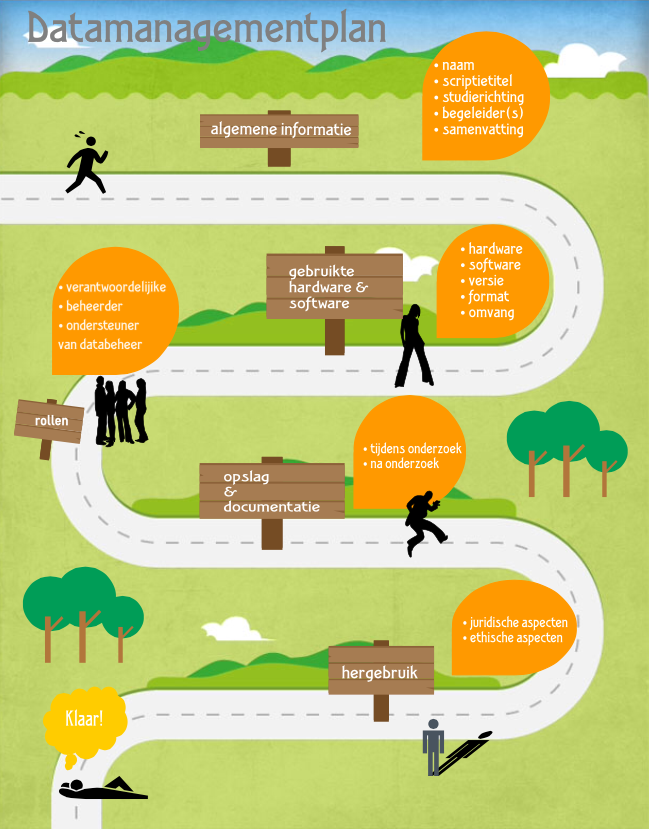 Datamanagementplan
• naam
• scriptietitel
• studierichting
• begeleider(s)
• samenvatting
algemene informatie
• hardware
• software
• versie
• format
• omvang
gebruikte
hardware &
software
• verantwoordelijke
• beheerder
• ondersteuner
van databeheer
rollen
• tijdens onderzoek
• na onderzoek
opslag
&
documentatie
• juridische aspecten
• ethische aspecten
hergebruik
Klaar!